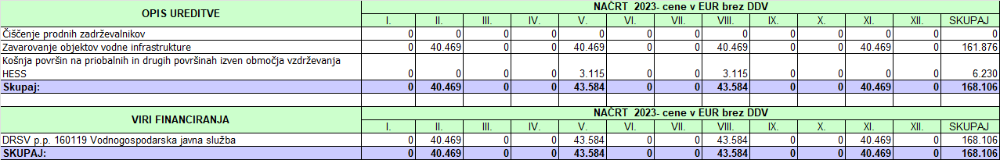 OPIS UREDITVE NAČRT 2023- cene v EUR brez DDV
I. II. III. IV. V. VI. VII. VIII. IX. X. XI. XII. SKUPAJ
Čiščenje prodnih zadrževalnikov 0 0 0 0 0 0 0 0 0 0 0 0 0
Zavarovanje objektov vodne infrastrukture 0 40.469 0 0 40.469 0 0 40.469 0 0 40.469 0 161.876
Košnja površin na priobalnih in drugih površinah izven območja vzdrževanja
HESS 0 0 0 0 3.115 0 0 3.115 0 0 0 0 6.230
Skupaj: 0 40.469 0 0 43.584 0 0 43.584 0 0 40.469 0 168.106
VIRI FINANCIRANJA NAČRT 2023- cene v EUR brez DDV
I. II. III. IV. V. VI. VII. VIII. IX. X. XI. XII. SKUPAJ
DRSV p.p. 160119 Vodnogospodarska javna služba 0 40.469 0 0 43.584 0 0 43.584 0 0 40.469 0 168.106
SKUPAJ: 0 40.469 0 0 43.584 0 0 43.584 0 0 40.469 0 168.106